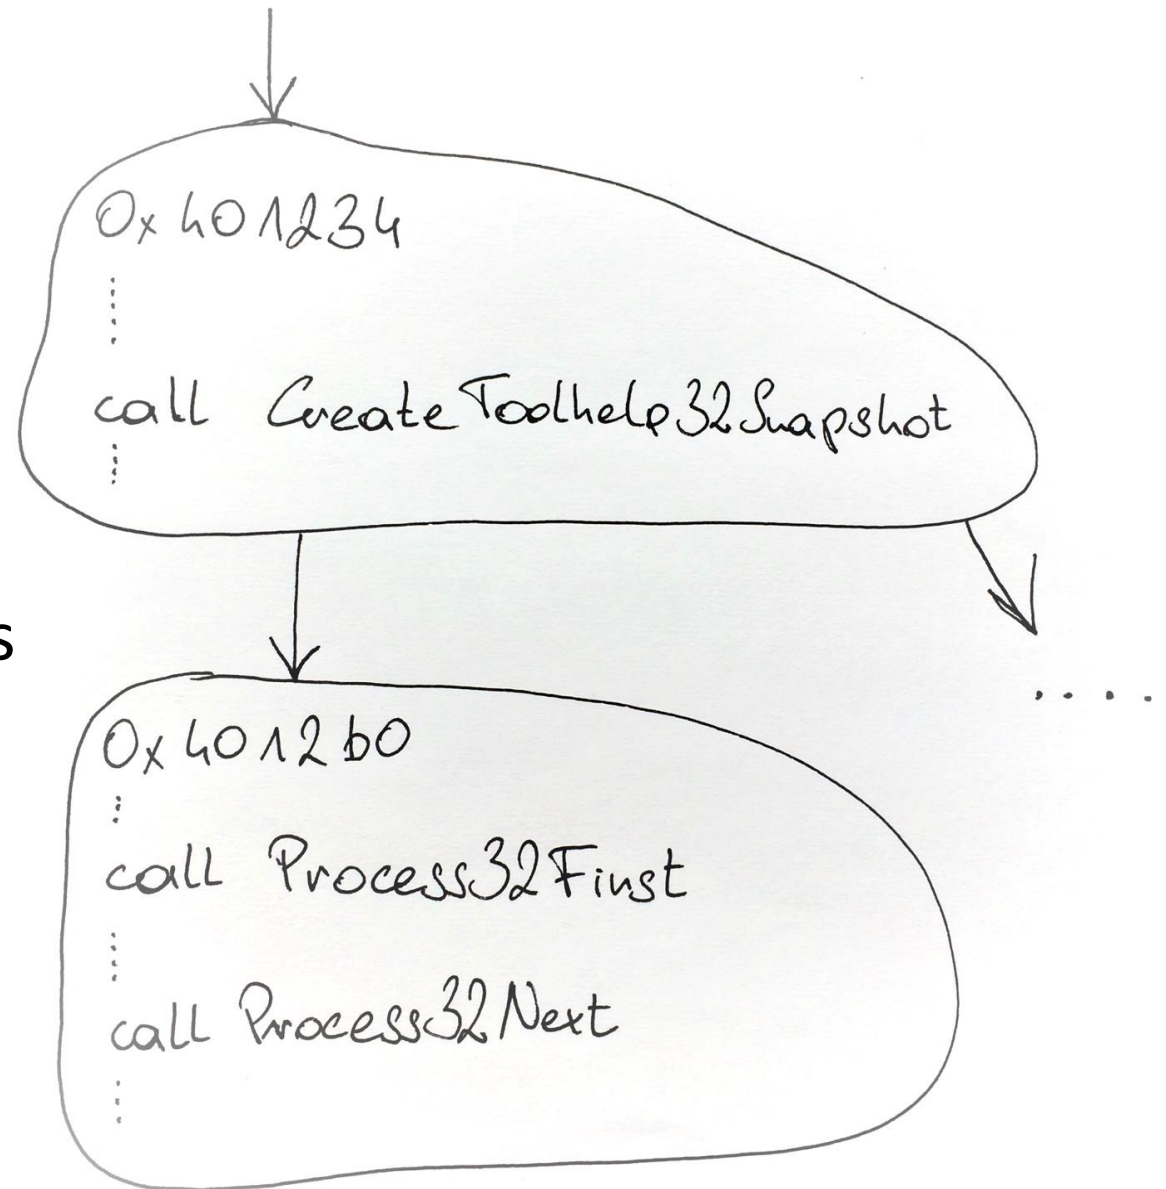 0x401234
call CreateToolhelp32Snapshot
s
0x4012b0
call Process32First
call Process32Next